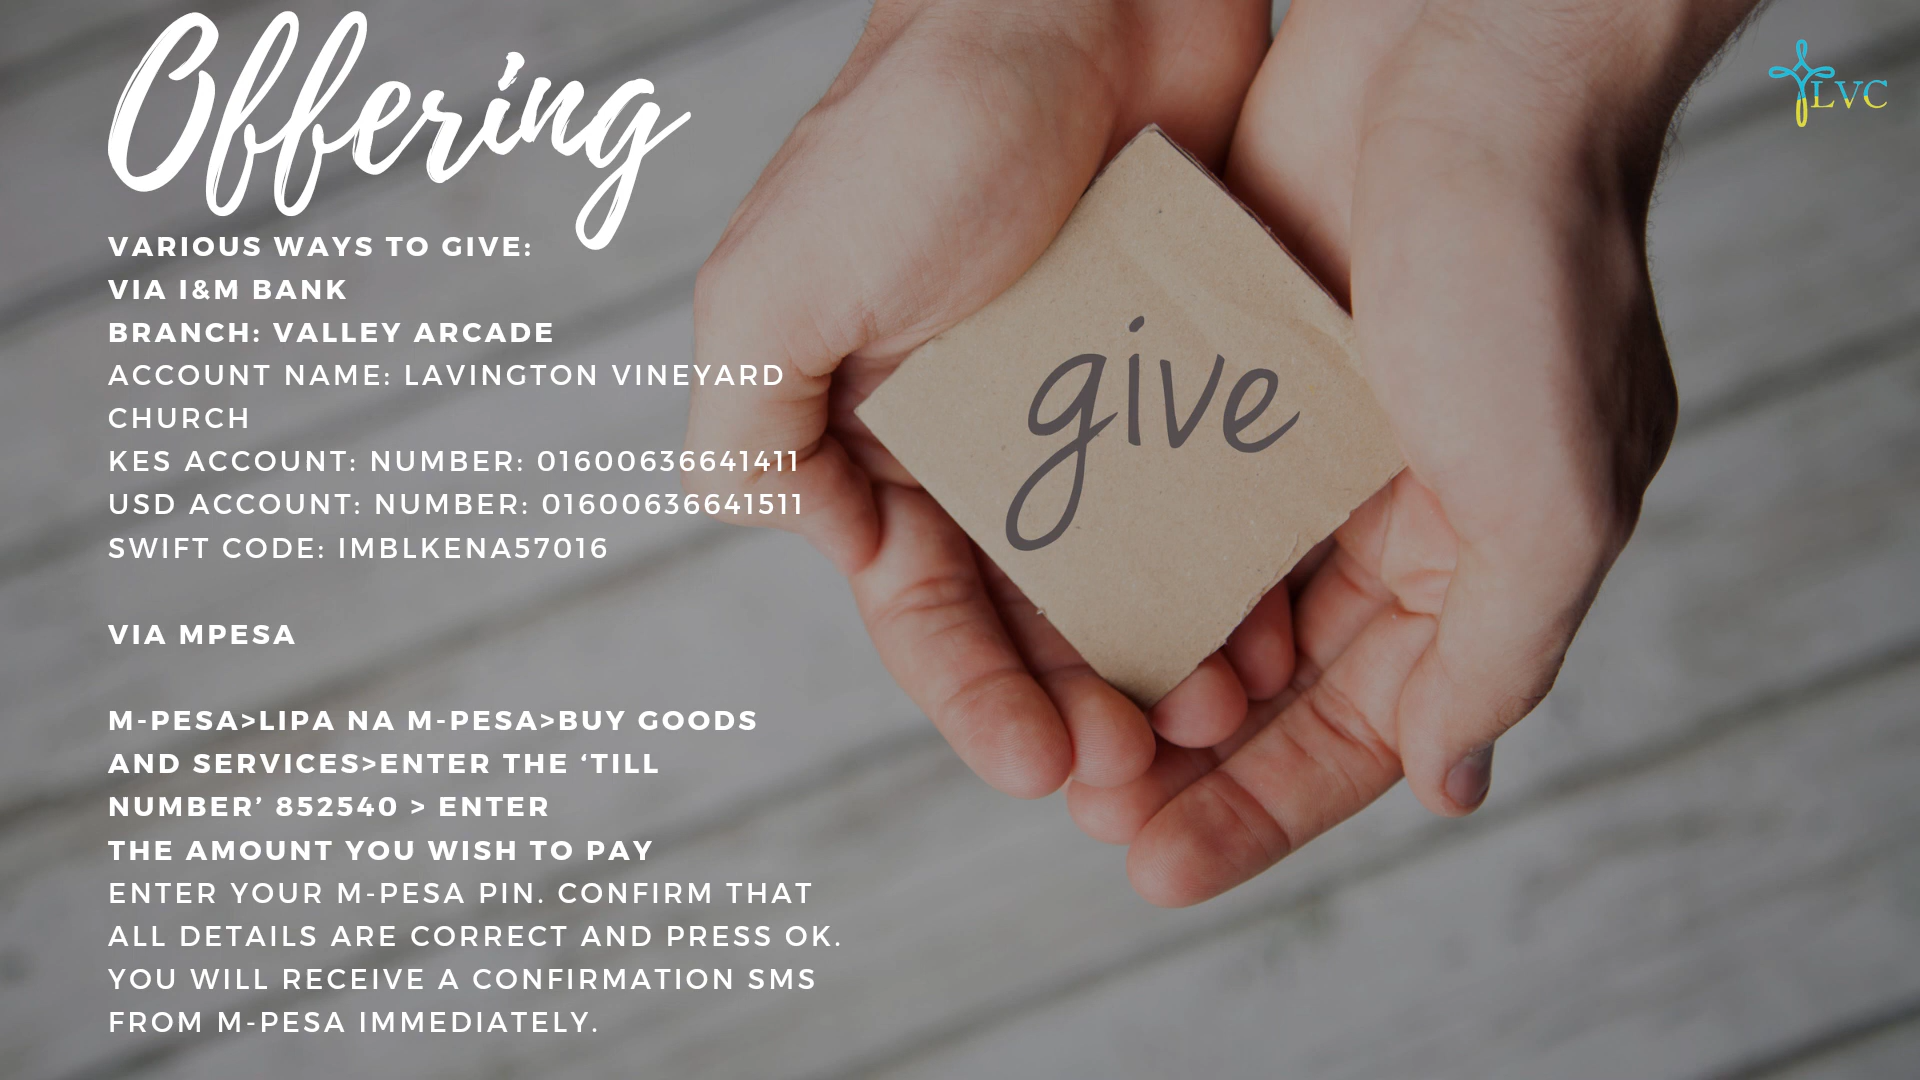 Offering
VARIOUS WAYS TO GIVE:
VIA I&M BANK
BRANCH: VALLEY ARCADE
ACCOUNT NAME: LAVINGTON VINEYARD
CHURCH
KES ACCOUNT: NUMBER: 01600636641411
USD ACCOUNT: NUMBER: 01600636641511
SWIFT CODE: IMBLKENA57016
VIA MPESA
M-PESA>LIPA NA M-PESA>BUY GOODS
AND SERVICES>ENTER THE ‘TILL
NUMBER’ 852540 > ENTER
THE AMOUNT YOU WISH TO PAY
ENTER YOUR M-PESA PIN. CONFIRM THAT
ALL DETAILS ARE CORRECT AND PRESS OK.
YOU WILL RECEIVE A CONFIRMATION SMS
FROM M-PESA IMMEDIATELY.
give
LVC